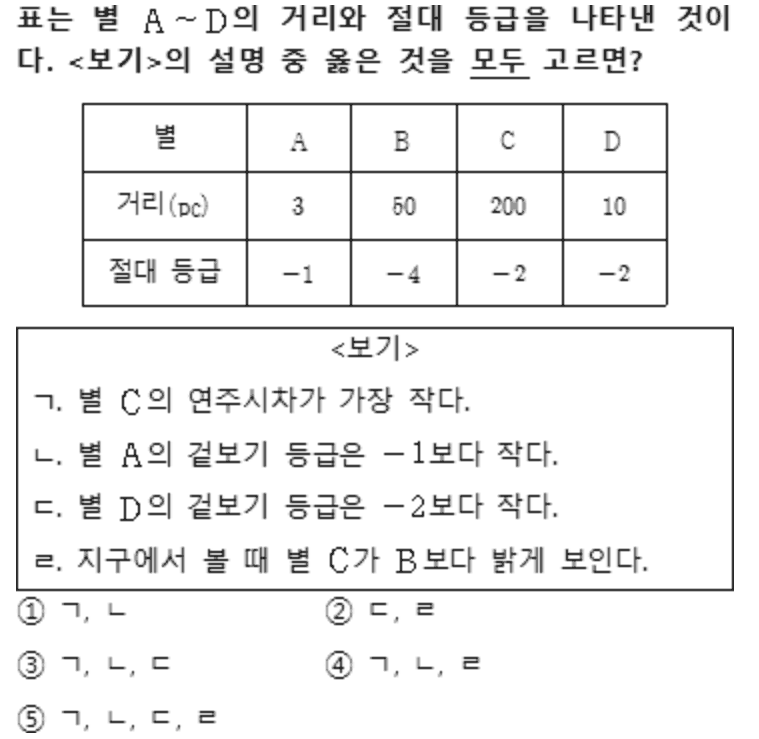 표는 별 A～D의 거리와 절대 등급을 나타낸 것이
다. <보기>의 설명 중 옳은 것을 모두 고르면?
별 A B C D
거리(pc) 3 50 200 10
절대 등급 －1 －4 －2 －2
<보기>
ㄱ. 별 C의 연주시차가 가장 작다.
ㄴ. 별 A의 겉보기 등급은 －1보다 작다.
ㄷ. 별 D의 겉보기 등급은 －2보다 작다.
ㄹ. 지구에서 볼 때 별 C가 B보다 밝게 보인다.
① ㄱ, ㄴ ② ㄷ, ㄹ
③ ㄱ, ㄴ, ㄷ ④ ㄱ, ㄴ, ㄹ
⑤ ㄱ, ㄴ, ㄷ, ㄹ